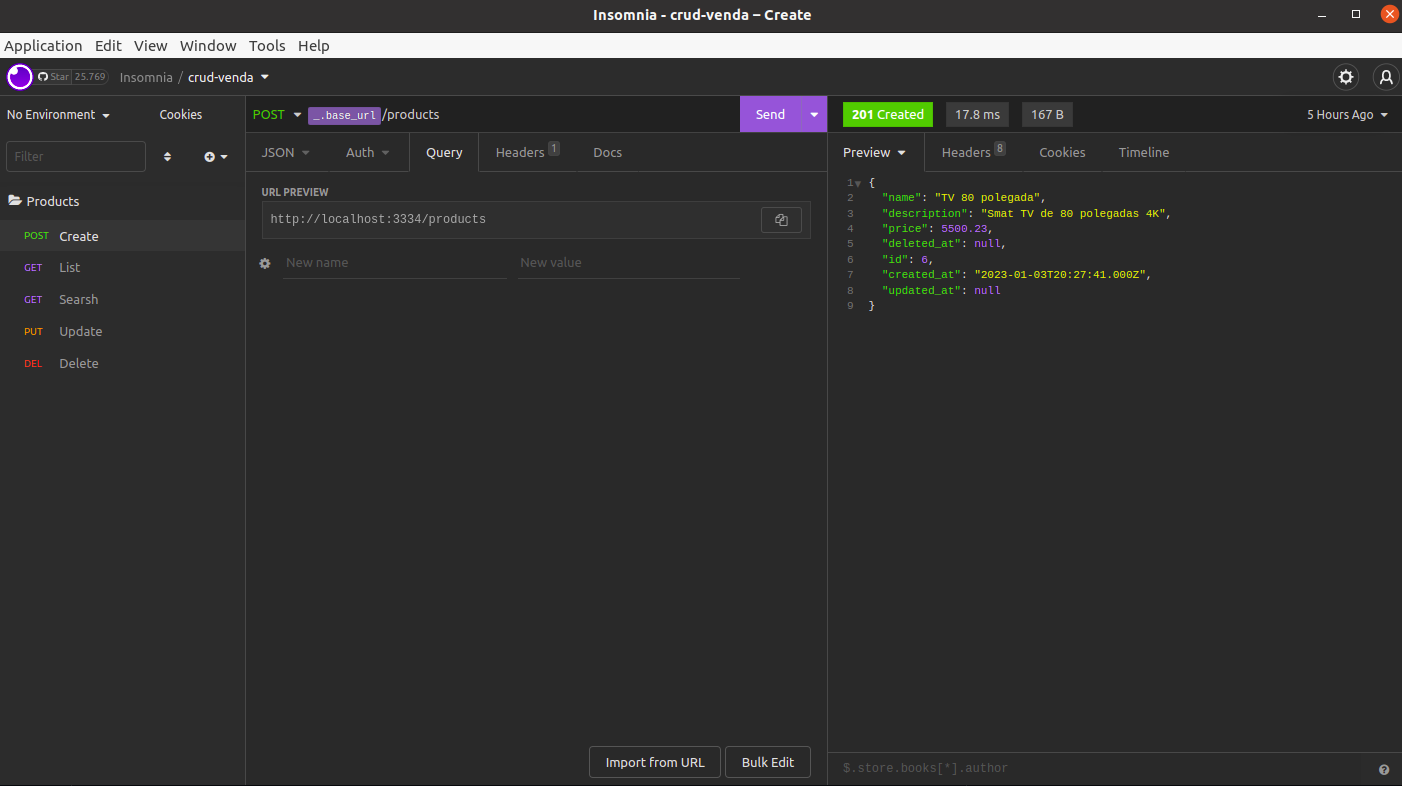 Insomnia - crud-venda – Create
Application Edit View Window Tools Help
Star 25.769 Insomnia / crud-venda
No Environment Cookies
Filter
Products
POST Create
GET List
GET Searsh
PUT Update
DEL Delete
POST _.base_url /products Send
JSON Auth Query Headers 1 Docs
URL PREVIEW
http://localhost:3334/products
New name New value
Import from URL Bulk Edit
201 Created 17.8 ms 167 B 5 Hours Ago
Preview Headers 8 Cookies Timeline
1 {
2 "name": "TV 80 polegada",
3 "description": "Smat TV de 80 polegadas 4K",
4 "price": 5500.23,
5 "deleted_at": null,
6 "id": 6,
7 "created_at": "2023-01-03T20:27:41.000Z",
8 "updated_at": null
9 }
$.store.books[*].author